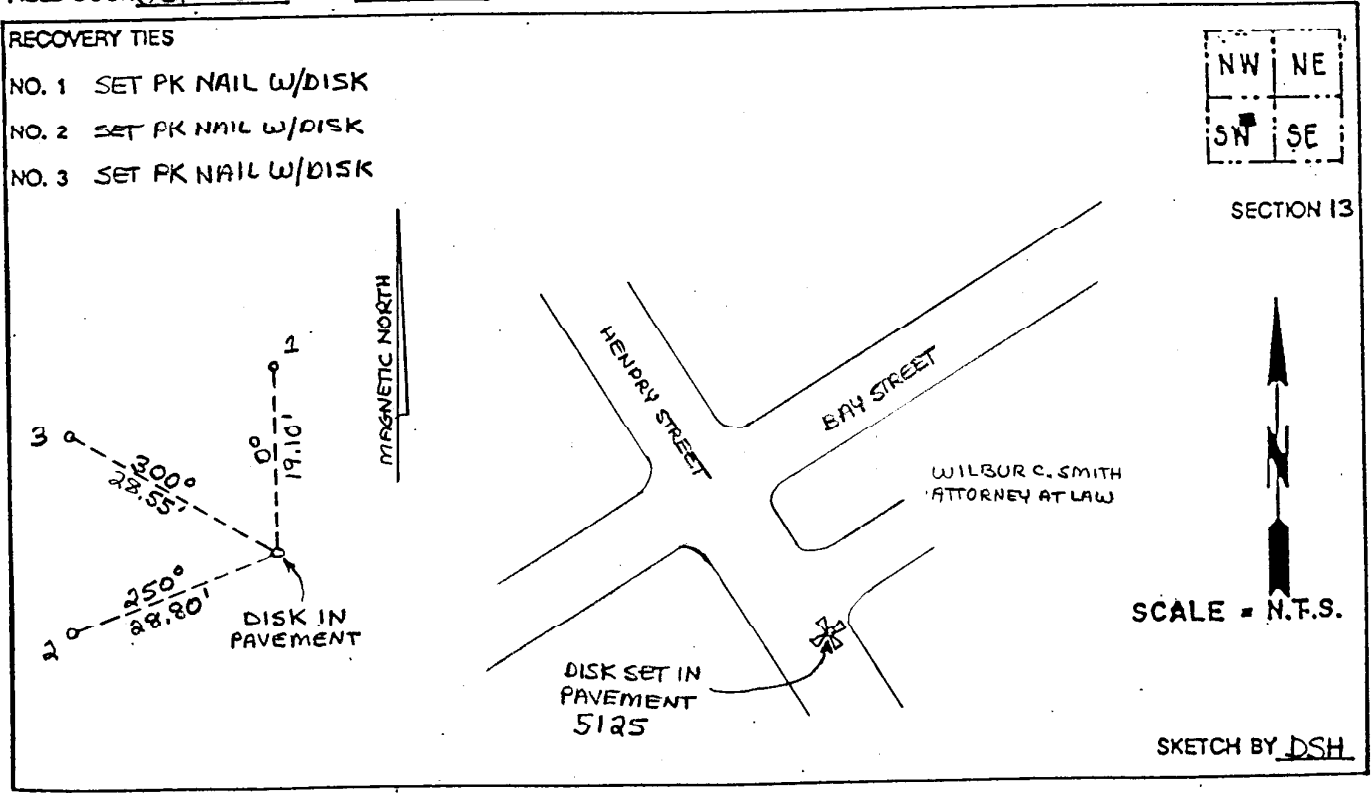 RECOVERY TIES
NO. 1 SET PK NAIL W/DISK
NO. 2 SET PK NAIL W/DISK
NO. 3 SET PK NAIL W/DISK
NW NE
SW SE
SECTION 13
MAGNETIC NORTH
1
0°
19.10'
3
300°
28.55'
250°
28.80'
2
DISK IN
PAVEMENT
HENDRY STREET
BAY STREET
WILBUR C. SMITH
ATTORNEY AT LAW
N
SCALE = N.T.S.
DISK SET IN
PAVEMENT
5125
SKETCH BY DSH